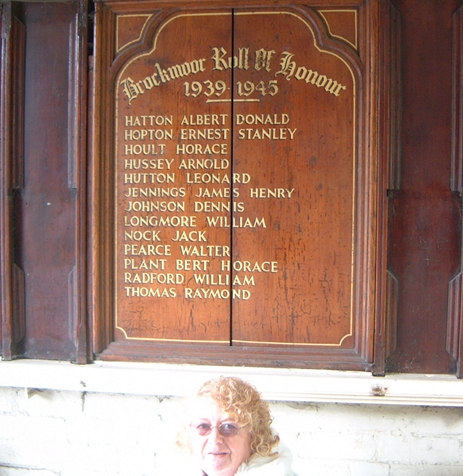 Brockmoor Roll Of Honour
1939-1945
HATTON ALBERT DONALD
HOPTON ERNEST STANLEY
HOULT HORACE
HUSSEY ARNOLD
HUTTON LEONARD
JENNINGS JAMES HENRY
JOHNSON DENNIS
LONGMORE WILLIAM
NOCK JACK
PEARCE WALTER
PLANT BERT HORACE
RADFORD WILLIAM
THOMAS RAYMOND